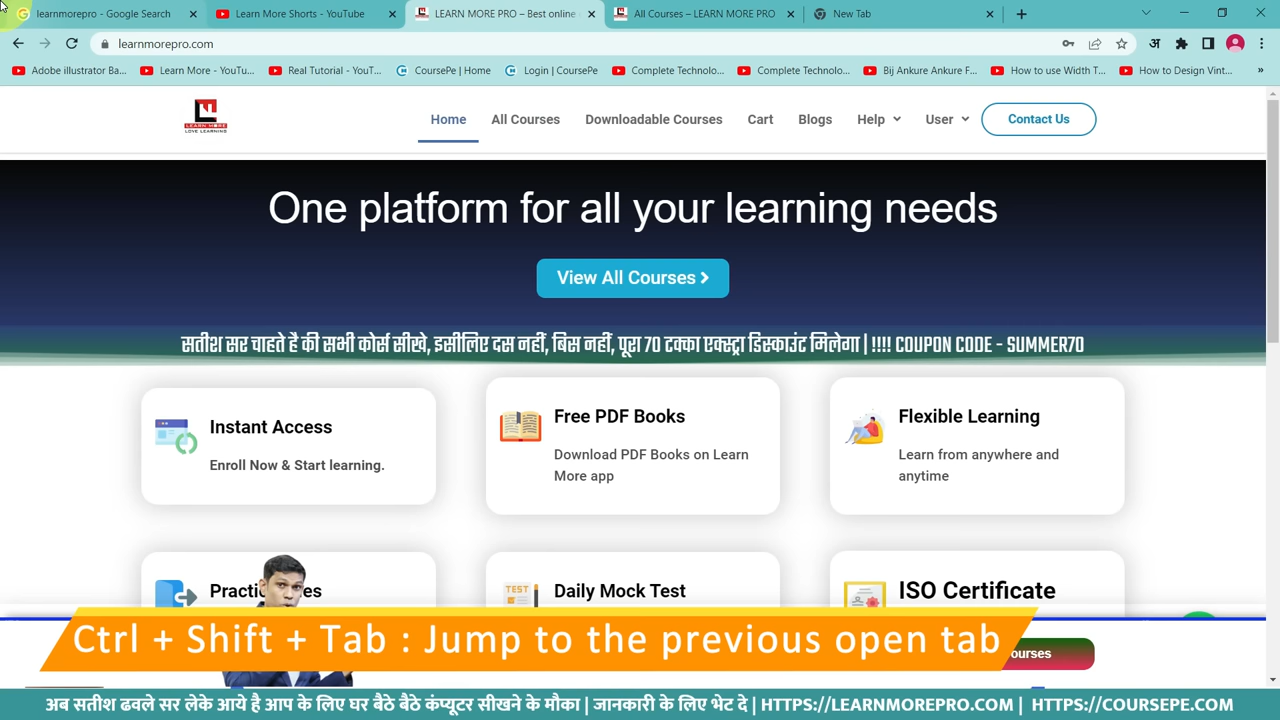 learnmorepro - Google Search
Learn More Shorts - YouTube
LEARN MORE PRO – Best online
All Courses – LEARN MORE PRO
New Tab
learnmorepro.com
अ
Adobe illustrator Ba...
Learn More - YouTu...
Real Tutorial - YouT...
CoursePe | Home
Login | CoursePe
Complete Technolo...
Complete Technolo...
Bij Ankure Ankure F...
How to use Width T...
How to Design Vint...
LEARN MORE
LOVE LEARNING
Home
All Courses
Downloadable Courses
Cart
Blogs
Help
User
Contact Us
One platform for all your learning needs
View All Courses
सतीश सर चाहते है की सभी कोर्स सीखे, इसीलिए दस नहीं, बिस नहीं, पूरा 70 टक्का एक्स्ट्रा डिस्काउंट मिलेगा | !!!! COUPON CODE - SUMMER70
Instant Access
Enroll Now & Start learning.
Free PDF Books
Download PDF Books on Learn
More app
Flexible Learning
Learn from anywhere and
anytime
Daily Mock Test
TEST
ISO Certificate
Ctrl + Shift + Tab : Jump to the previous open tab
ourses
अब सतीश ढवले सर लेके आये है आप के लिए घर बैठे बैठे कंप्यूटर सीखने के मौका | जानकारी के लिए भेट दे | HTTPS://LEARNMOREPRO.COM | HTTPS://COURSEPE.COM